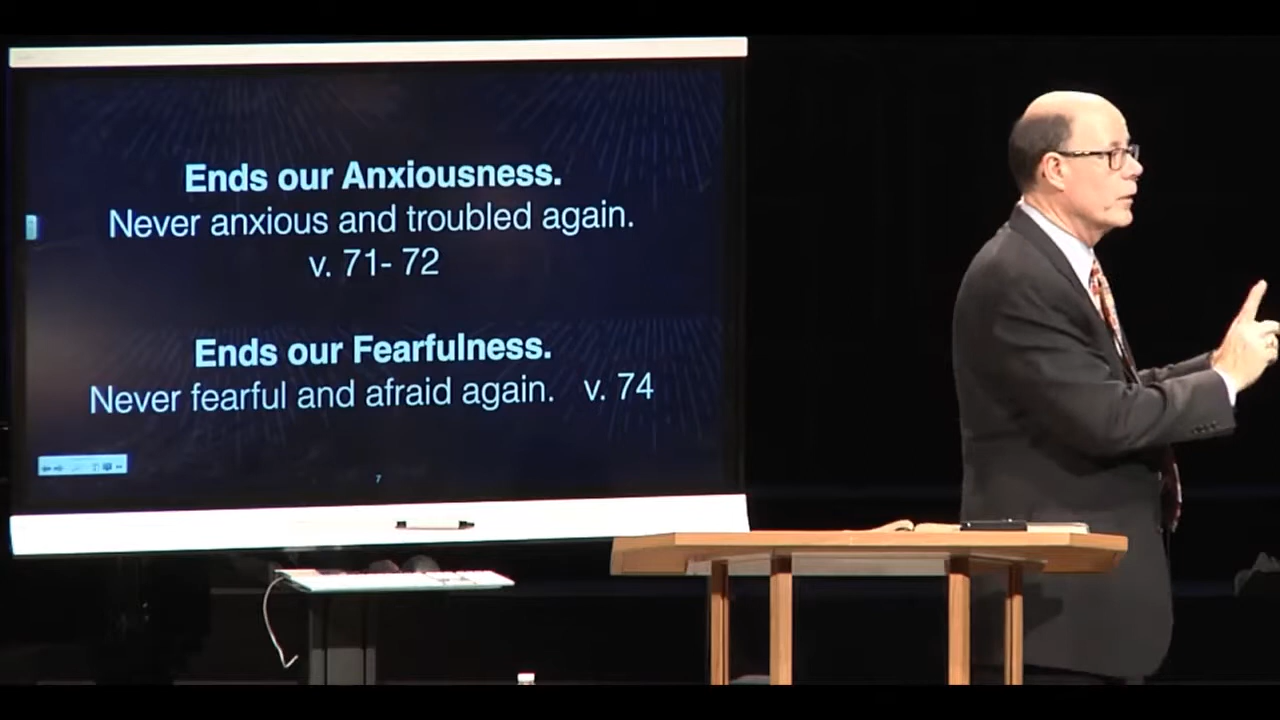 Ends our Anxiousness.
Never anxious and troubled again.
v. 71- 72
Ends our Fearfulness.
Never fearful and afraid again. v. 74
7